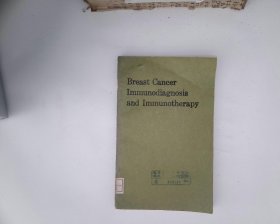 Breast Cancer
Immunodiagnosis
and Immunotherapy